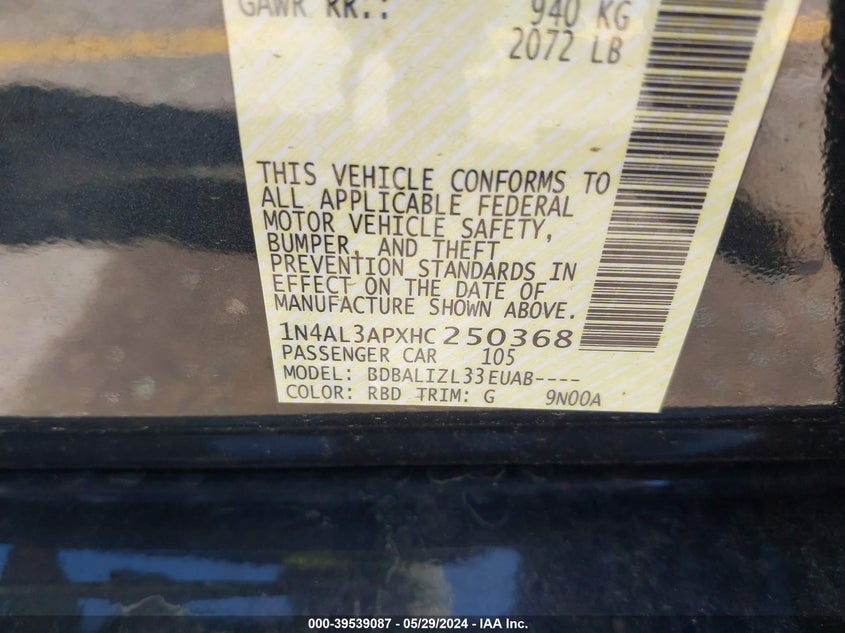 GAWR RR.: 940 KG
2072 LB
THIS VEHICLE CONFORMS TO
ALL APPLICABLE FEDERAL
MOTOR VEHICLE SAFETY,
BUMPER, AND THEFT
PREVENTION STANDARDS IN
EFFECT ON THE DATE OF
MANUFACTURE SHOWN ABOVE.
1N4AL3APXHC250368
PASSENGER CAR 105
MODEL: BDBALIZL33EUAB----
COLOR: RBD TRIM: G 9N00A
000-39539087 - 05/29/2024 - IAA Inc.